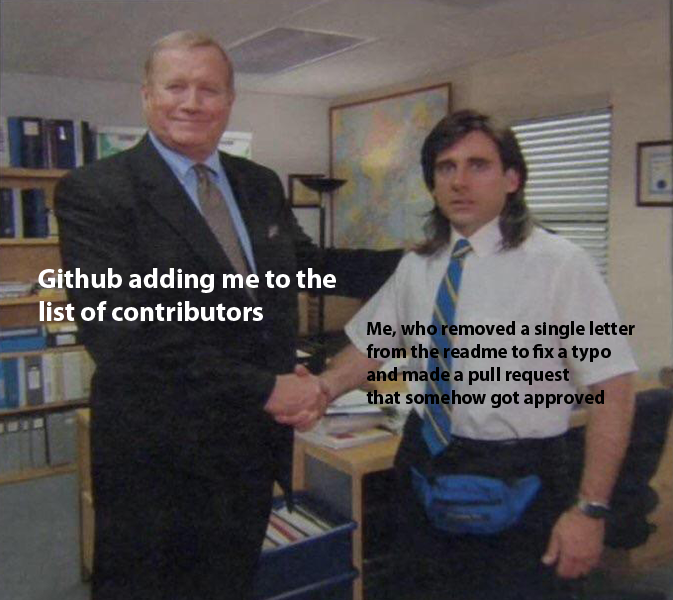 Github adding me to the
list of contributors
Me, who removed a single letter
from the readme to fix a typo
and made a pull request
that somehow got approved